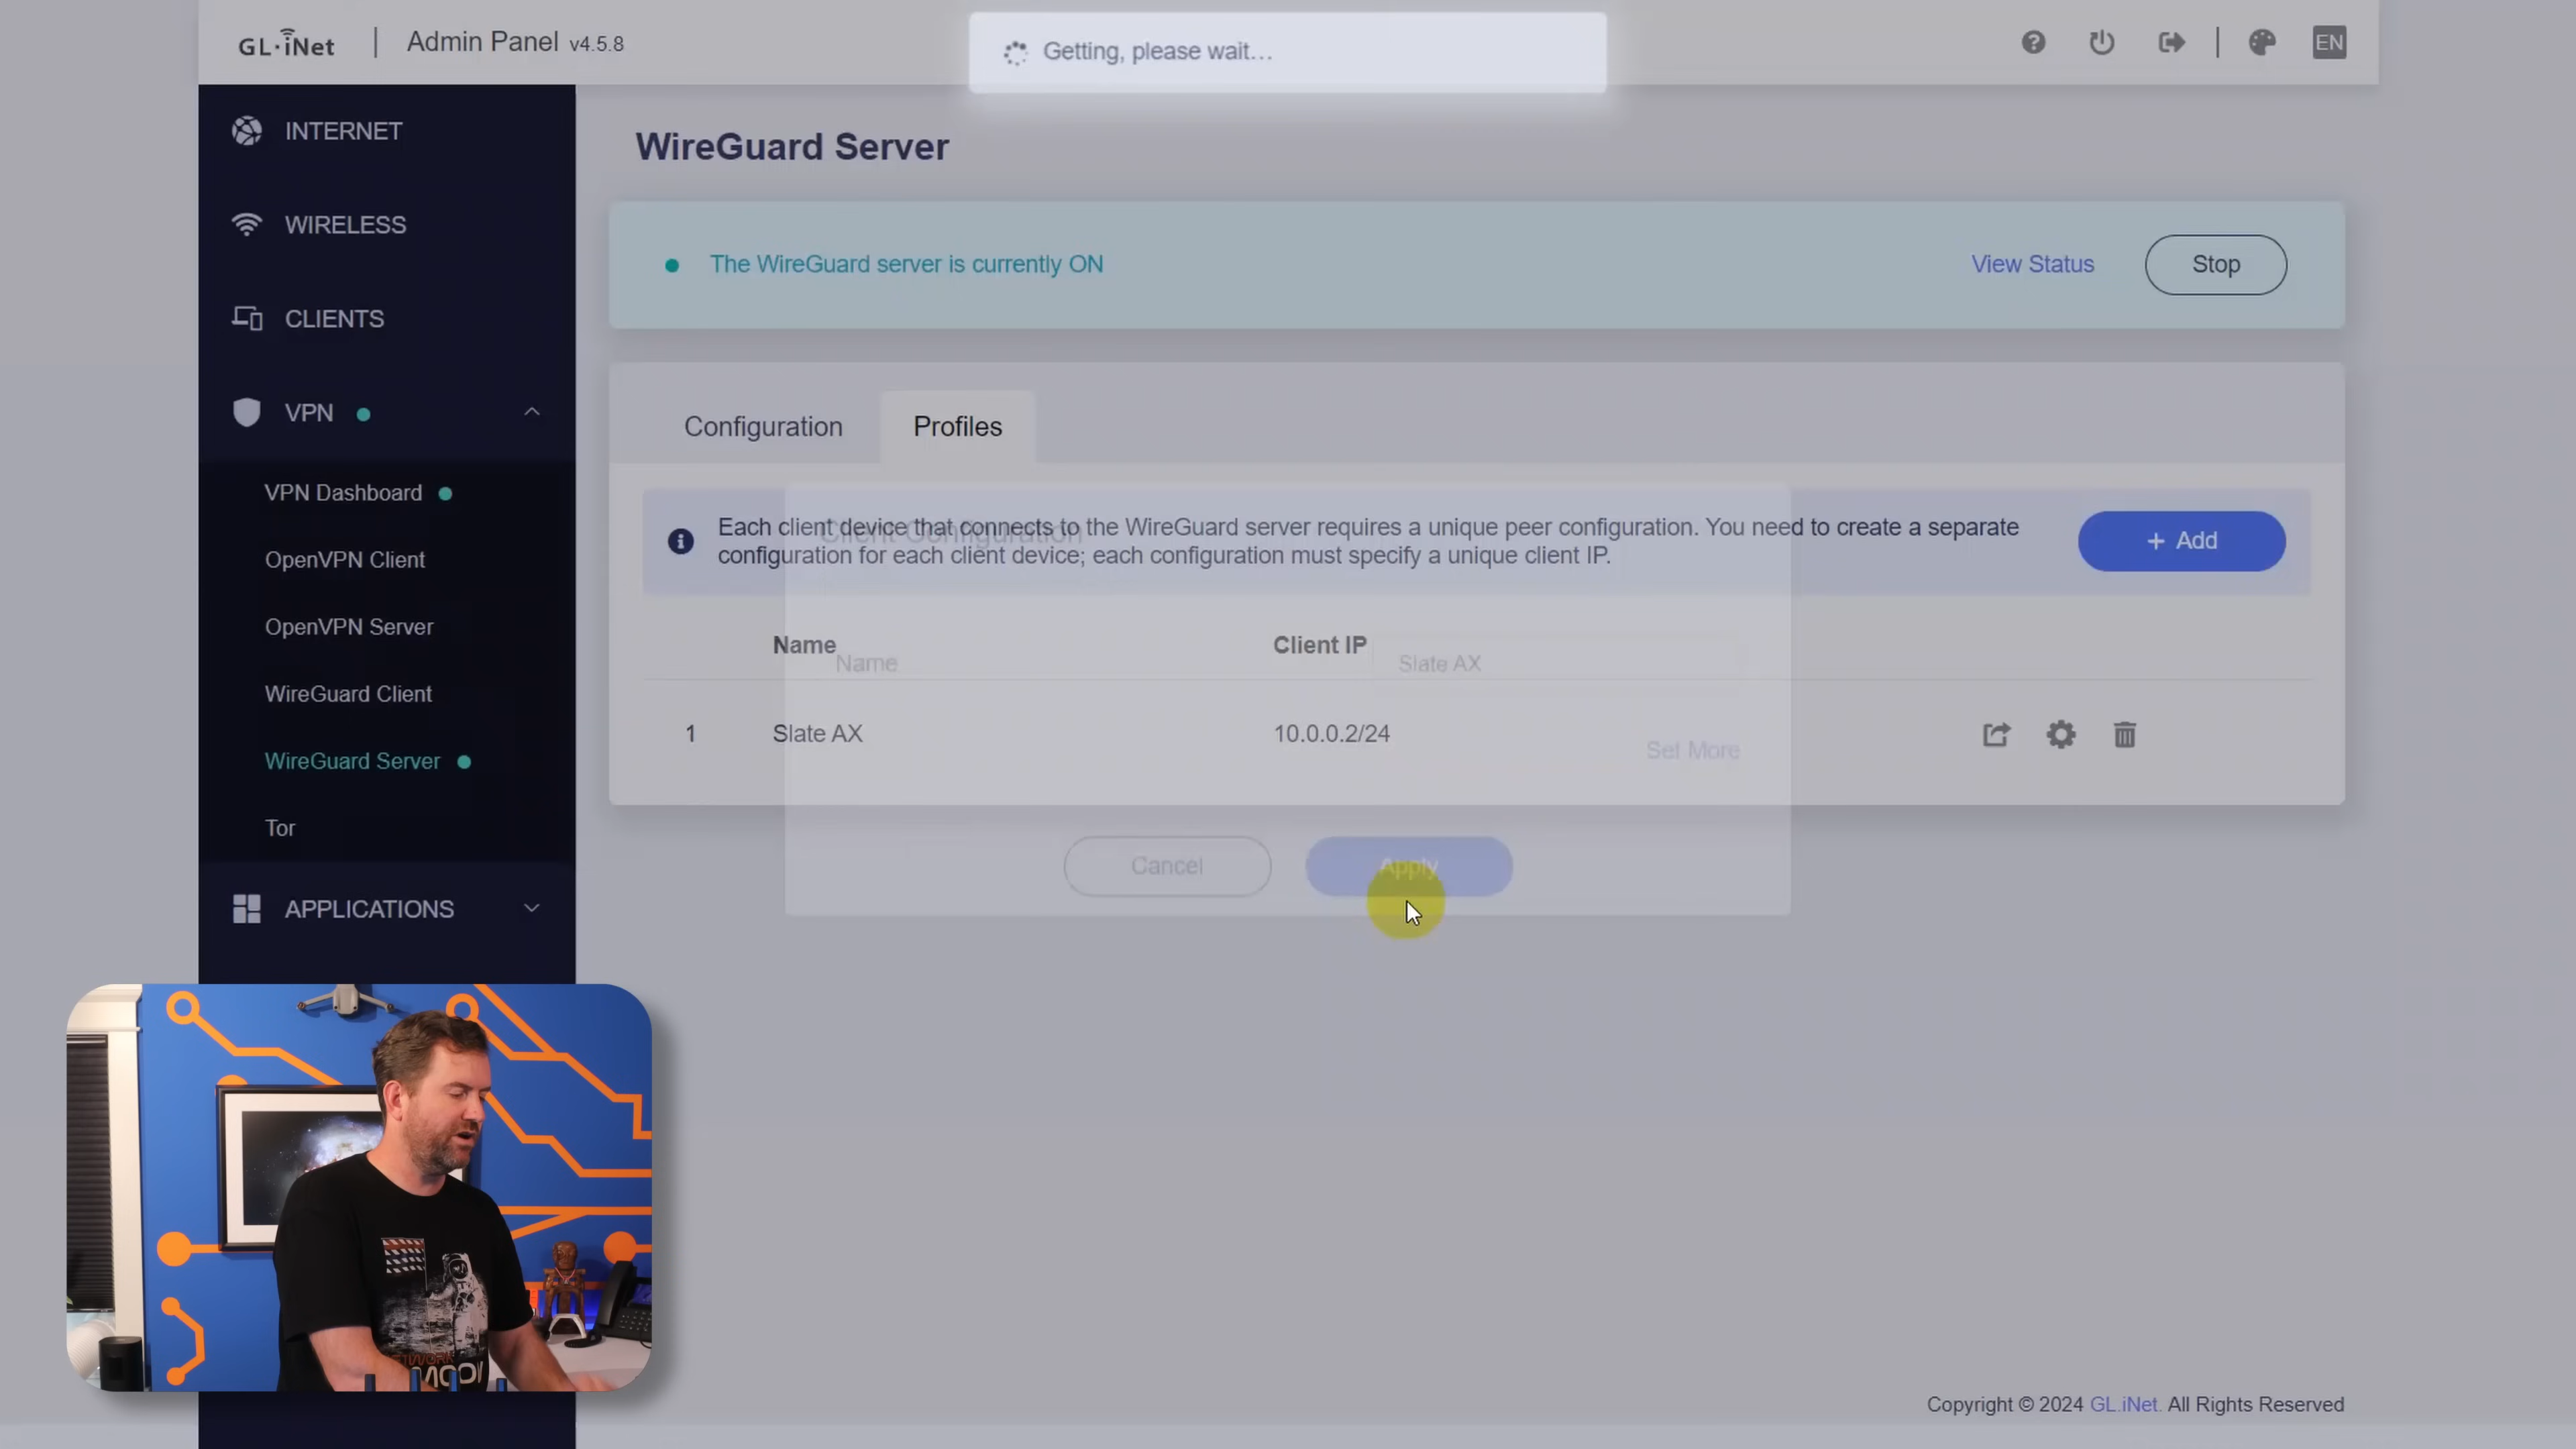 GL·iNet | Admin Panel v4.5.8
Getting, please wait...
EN
INTERNET
WIRELESS
CLIENTS
VPN
VPN Dashboard
OpenVPN Client
OpenVPN Server
WireGuard Client
WireGuard Server
Tor
APPLICATIONS
WireGuard Server
The WireGuard server is currently ON
View Status
Stop
Configuration
Profiles
Each client device that connects to the WireGuard server requires a unique peer configuration. You need to create a separate
configuration for each client device; each configuration must specify a unique client IP.
+ Add
Client Configuration
Name Client IP
Name Slate AX
1 Slate AX 10.0.0.2/24
Set More
Cancel
Apply
NETWORK
MOON
Copyright © 2024 GL.iNet. All Rights Reserved